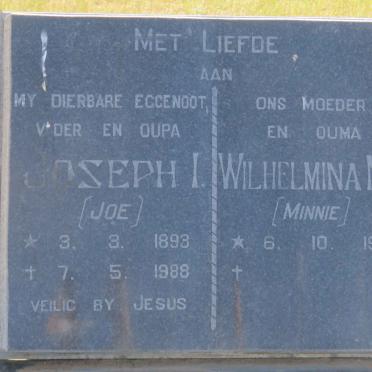 MET LIEFDE
AAN
MY DIERBARE EGGENOOT,
VADER EN OUPA
JOSEPH I.
(JOE)
* 3. 3. 1893
† 7. 5. 1988
VEILIG BY JESUS
ONS MOEDER
EN OUMA
WILHELMINA
(MINNIE)
* 6. 10.
†